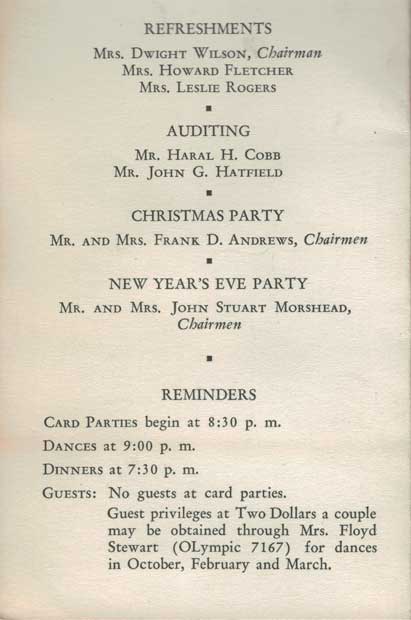 REFRESHMENTS
Mrs. Dwight Wilson, Chairman
Mrs. Howard Fletcher
Mrs. Leslie Rogers
AUDITING
Mr. Haral H. Cobb
Mr. John G. Hatfield
CHRISTMAS PARTY
Mr. and Mrs. Frank D. Andrews, Chairmen
NEW YEAR'S EVE PARTY
Mr. and Mrs. John Stuart Morshead,
Chairmen
REMINDERS
Card Parties begin at 8:30 p. m.
Dances at 9:00 p. m.
Dinners at 7:30 p. m.
Guests: No guests at card parties.
Guest privileges at Two Dollars a couple
may be obtained through Mrs. Floyd
Stewart (OLympic 7167) for dances
in October, February and March.